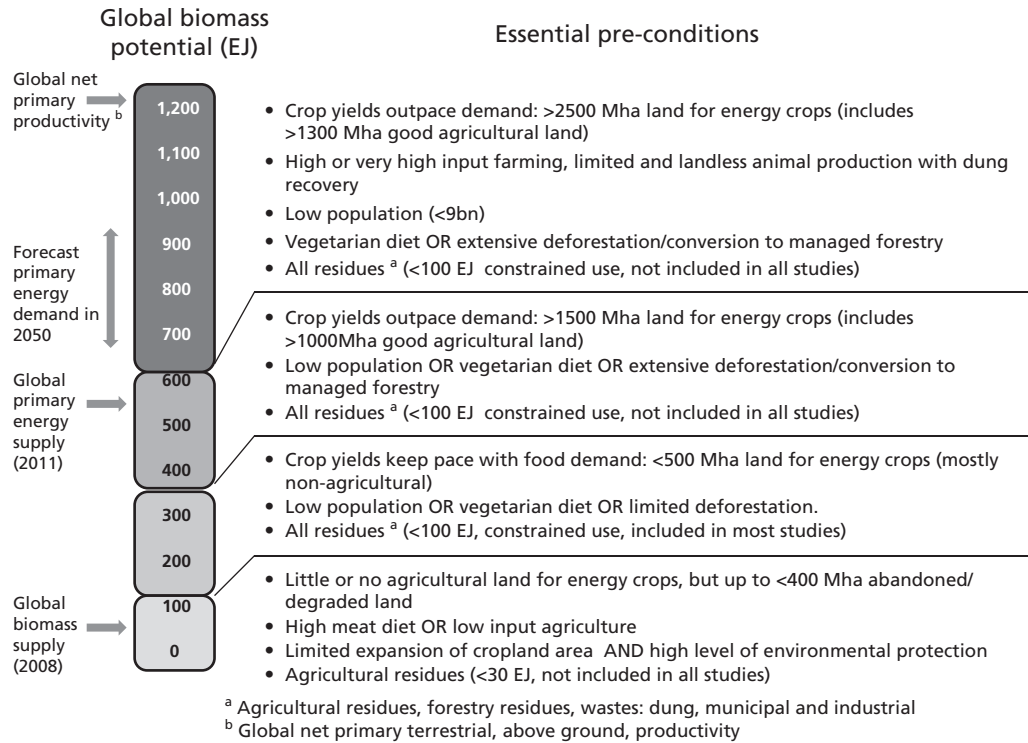 Global biomass
potential (EJ)
Essential pre-conditions
Global net
primary
productivity b
1,200
1,100
1,000
Forecast
primary
energy
demand in
2050
900
800
700
Global
primary
energy
supply
(2011)
600
500
400
300
200
Global
biomass
supply
(2008)
100
0
• Crop yields outpace demand: >2500 Mha land for energy crops (includes
>1300 Mha good agricultural land)
• High or very high input farming, limited and landless animal production with dung
recovery
• Low population (<9bn)
• Vegetarian diet OR extensive deforestation/conversion to managed forestry
• All residues a (<100 EJ constrained use, not included in all studies)
• Crop yields outpace demand: >1500 Mha land for energy crops (includes
>1000Mha good agricultural land)
• Low population OR vegetarian diet OR extensive deforestation/conversion to
managed forestry
• All residues a (<100 EJ constrained use, not included in all studies)
• Crop yields keep pace with food demand: <500 Mha land for energy crops (mostly
non-agricultural)
• Low population OR vegetarian diet OR limited deforestation.
• All residues a (<100 EJ, constrained use, included in most studies)
• Little or no agricultural land for energy crops, but up to <400 Mha abandoned/
degraded land
• High meat diet OR low input agriculture
• Limited expansion of cropland area AND high level of environmental protection
• Agricultural residues (<30 EJ, not included in all studies)
a Agricultural residues, forestry residues, wastes: dung, municipal and industrial
b Global net primary terrestrial, above ground, productivity